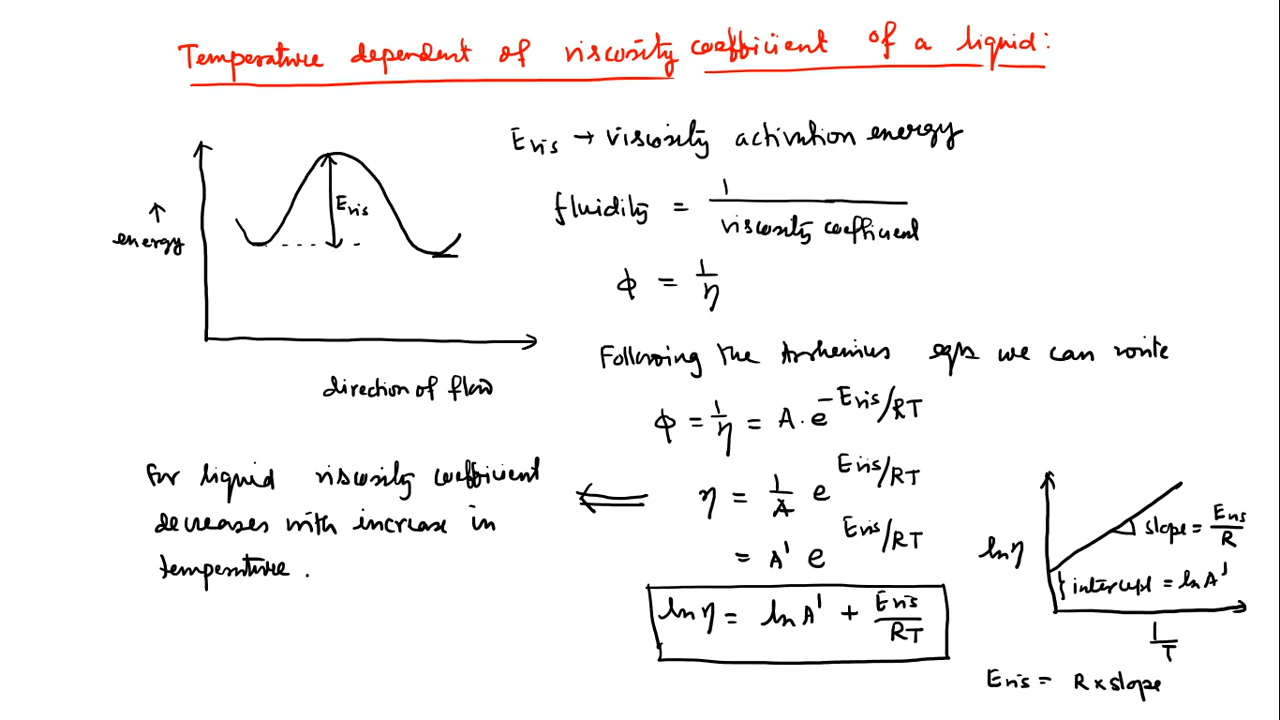 Temperature dependent of viscosity coefficient of a liquid:
↑
energy
Evis
direction of flow
Evis → viscosity activation energy
fluidity = 1 / viscosity coefficient
ϕ = 1/η
Following the Arrhenius eqn we can write
ϕ = 1/η = A. e^(-Evis/RT)
η = 1/A e^(Evis/RT)
= A' e^(Evis/RT)
ln η = ln A' + Evis/RT
⇐
For liquid viscosity coefficient
decreases with increase in
temperature.
ln η
slope = Evis/R
intercept = ln A'
1/T
Evis = R x slope